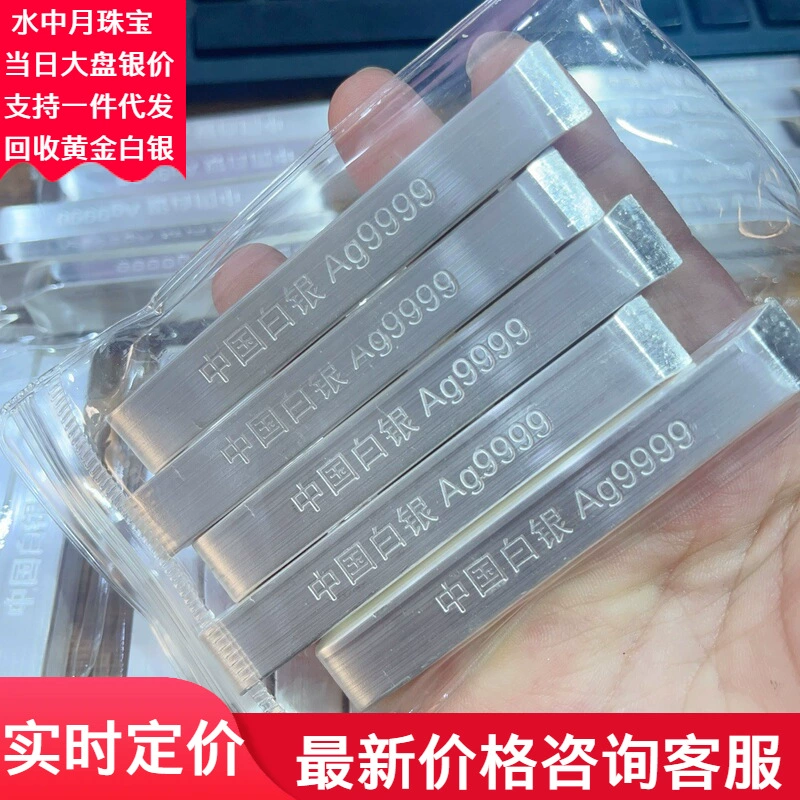 水中月珠宝
当日大盘银价
支持一件代发
回收黄金白银
中国白银 Ag9999
中国白银 Ag9999
中国白银 Ag9999
中国白银 Ag9999
中国白银 Ag9999
实时定价
最新价格咨询客服